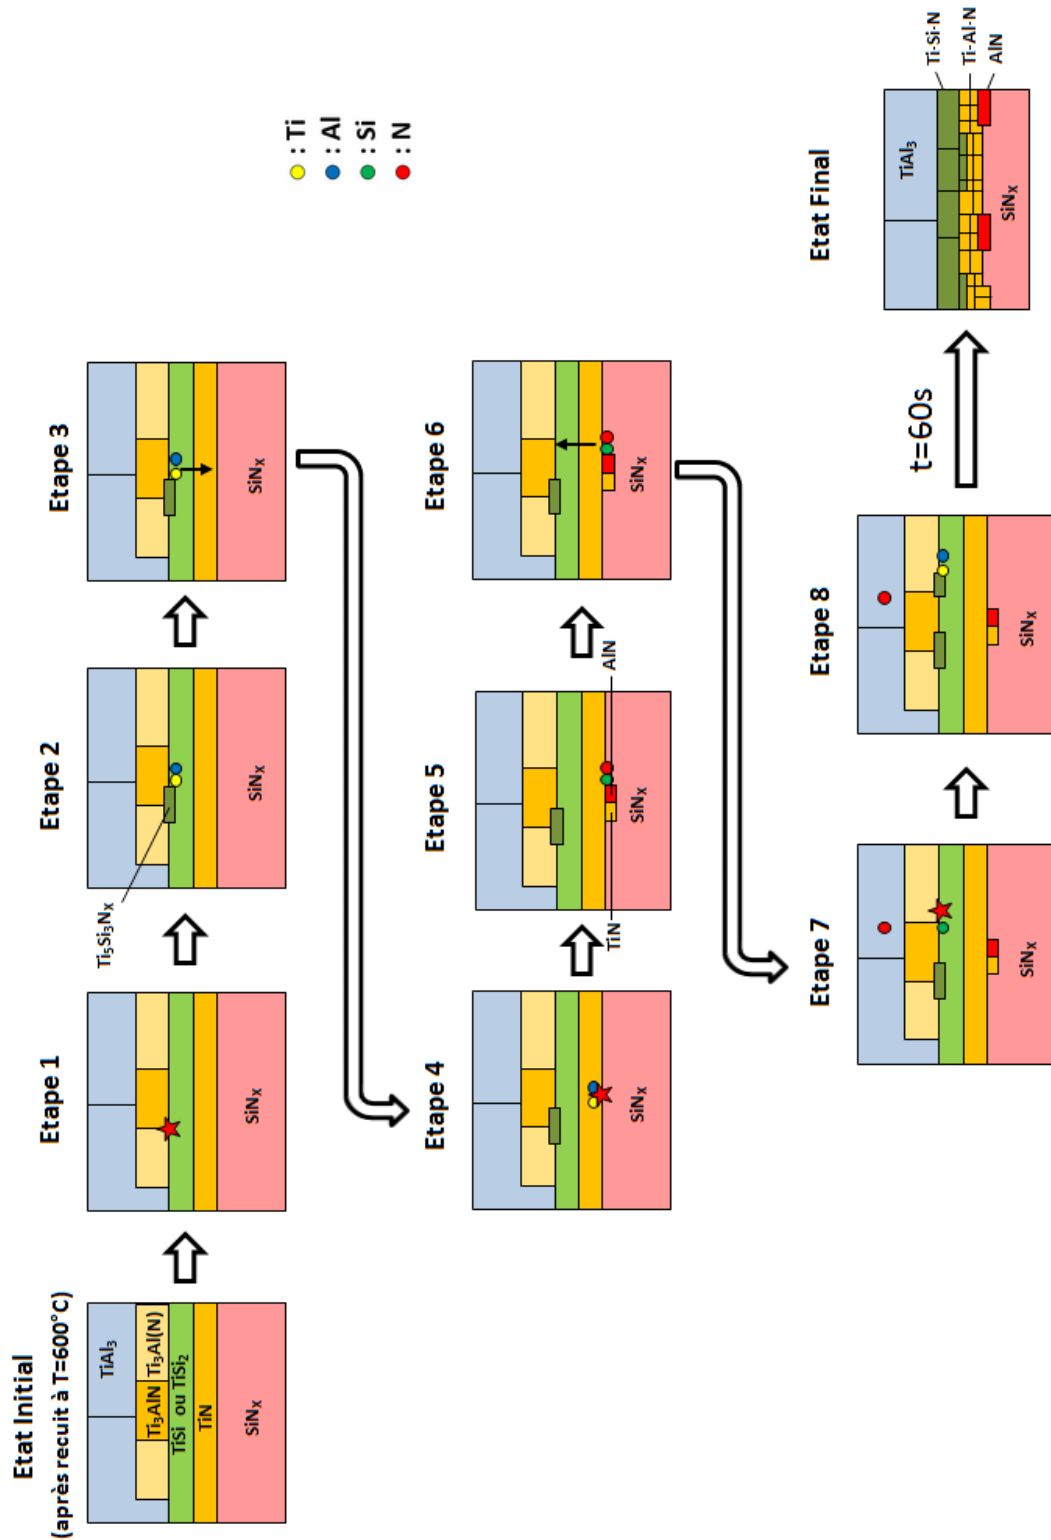 Etat Initial
(après recuit à T=600°C)
TiAl3
Ti3AlN
Ti3Al(N)
TiSi ou TiSi2
TiN
SiNX
Etape 1
SiNX
Etape 2
Ti5Si3NX
SiNX
Etape 3
SiNX
: Ti
: Al
: Si
: N
Etape 4
SiNX
Etape 5
SiNX
TiN
AlN
Etape 6
SiNX
Etape 7
SiNX
Etape 8
SiNX
t=60s
Etat Final
TiAl3
SiNX
Ti-Si-N
Ti-Al-N
AlN